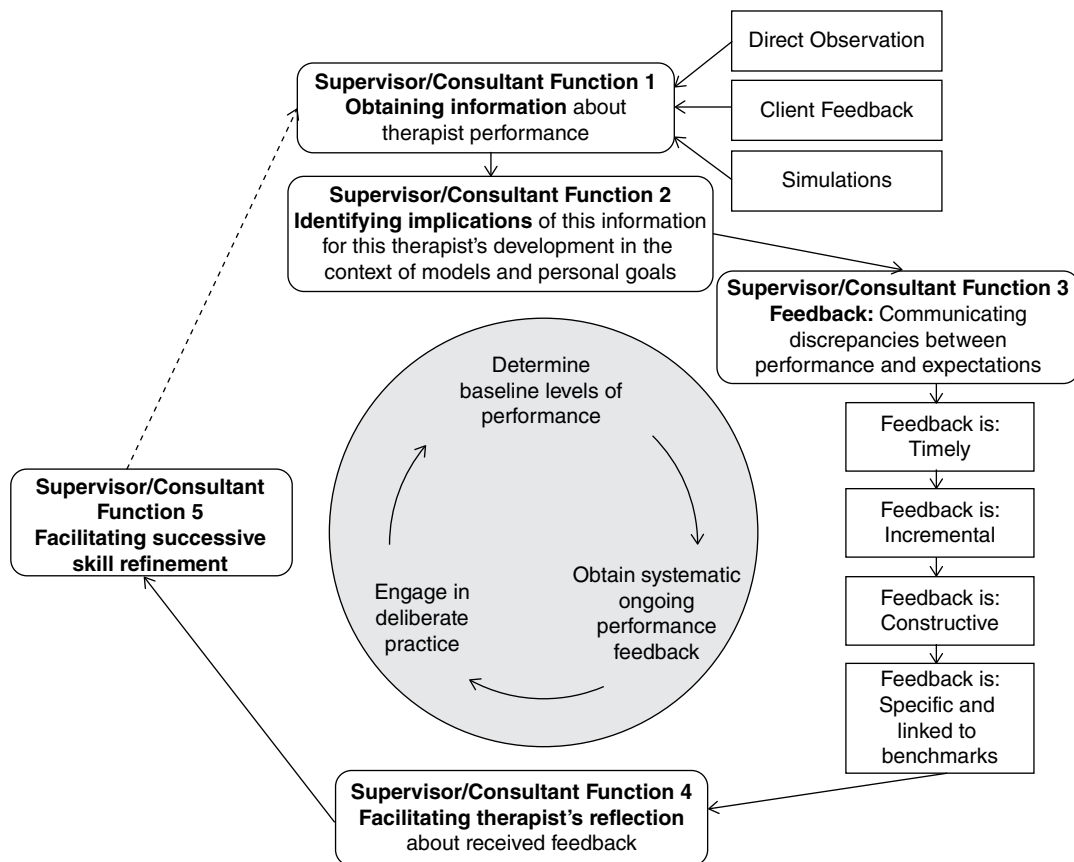 Direct Observation
Client Feedback
Simulations
Supervisor/Consultant Function 1
Obtaining information about
therapist performance
Supervisor/Consultant Function 2
Identifying implications of this information
for this therapist's development in the
context of models and personal goals
Supervisor/Consultant Function 3
Feedback: Communicating
discrepancies between
performance and expectations
Feedback is:
Timely
Feedback is:
Incremental
Feedback is:
Constructive
Feedback is:
Specific and
linked to
benchmarks
Supervisor/Consultant Function 4
Facilitating therapist's reflection
about received feedback
Supervisor/Consultant
Function 5
Facilitating successive
skill refinement
Determine
baseline levels of
performance
Obtain systematic
ongoing
performance
feedback
Engage in
deliberate
practice